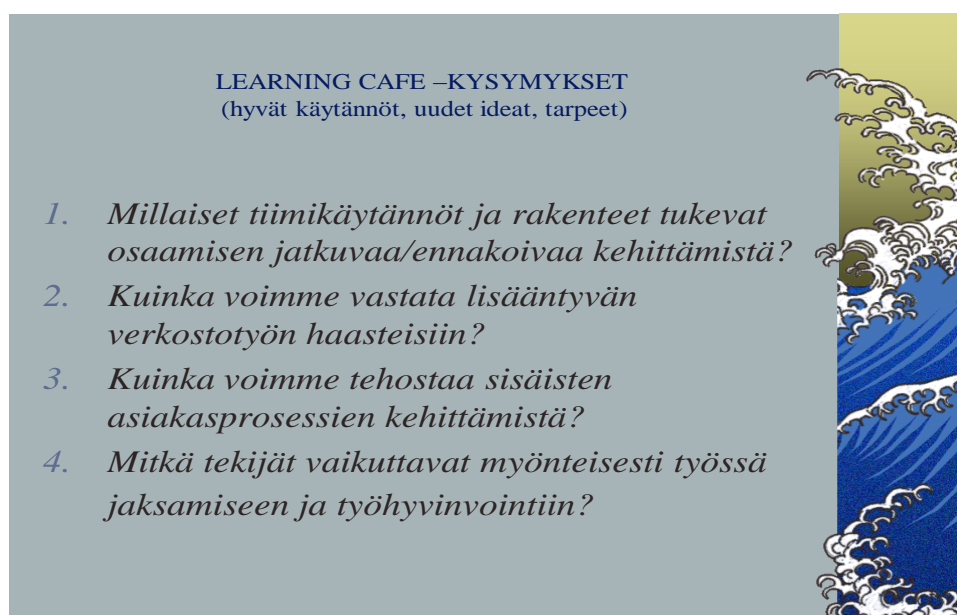 LEARNING CAFE –KYSYMYKSET
(hyvät käytännöt, uudet ideat, tarpeet)
1. Millaiset tiimikäytännöt ja rakenteet tukevat
osaamisen jatkuvaa/ennakoivaa kehittämistä?
2. Kuinka voimme vastata lisääntyvän
verkostotyön haasteisiin?
3. Kuinka voimme tehostaa sisäisten
asiakasprosessien kehittämistä?
4. Mitkä tekijät vaikuttavat myönteisesti työssä
jaksamiseen ja työhyvinvointiin?